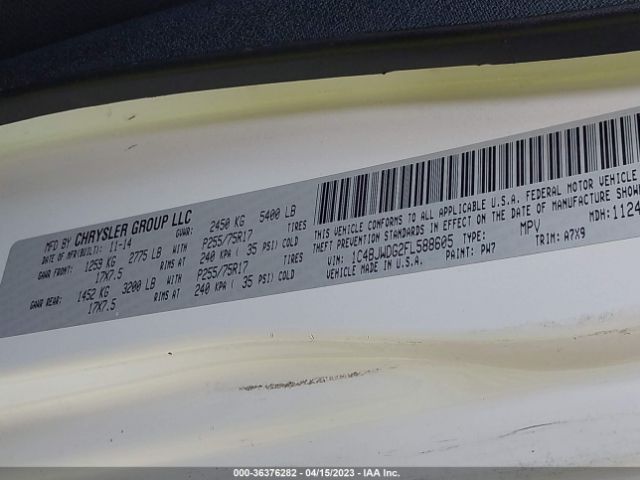 MFD BY CHRYSLER GROUP LLC
DATE OF MFR(BUILT): 11-14 GVWR: 2450 KG 5400 LB
GAWR FRONT: 1259 KG 2775 LB WITH P255/75R17 TIRES
17X7.5 RIMS AT 240 KPA ( 35 PSI) COLD
GAWR REAR: 1452 KG 3200 LB WITH P255/75R17 TIRES
17X7.5 RIMS AT 240 KPA ( 35 PSI) COLD
THIS VEHICLE CONFORMS TO ALL APPLICABLE U.S.A. FEDERAL MOTOR VEHICLE
THEFT PREVENTION STANDARDS IN EFFECT ON THE DATE OF MANUFACTURE SHOW
VIN: 1C4BJWDG2FL588605 TYPE: MPV MDH: 1124
PAINT: PW7 TRIM: A7X9
000-36376282 - 04/15/2023 - IAA Inc.